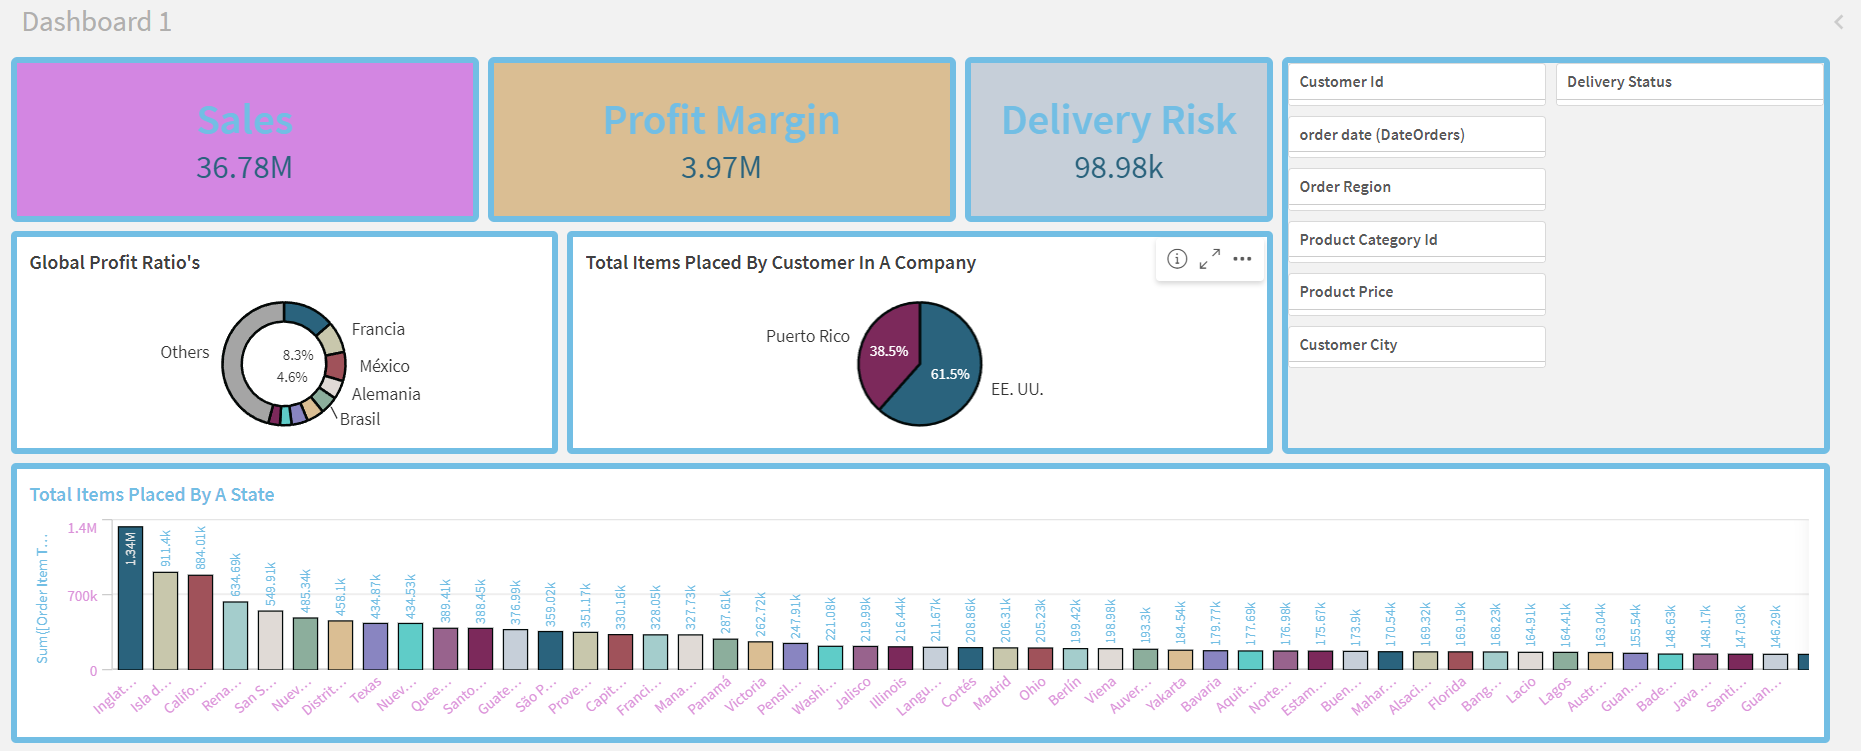 Dashboard 1
Sales
36.78M
Profit Margin
3.97M
Delivery Risk
98.98k
Customer Id
Delivery Status
order date (DateOrders)
Order Region
Product Category Id
Product Price
Customer City
Global Profit Ratio's
Others
8.3%
4.6%
Francia
México
Alemania
Brasil
Total Items Placed By Customer In A Company
Puerto Rico
38.5%
61.5%
EE. UU.
Total Items Placed By A State
Sum([Order Item T...
1.4M
700k
0
1.34M
911.4k
884.01k
634.69k
549.91k
485.34k
458.1k
434.87k
434.53k
389.41k
388.45k
376.99k
359.02k
351.17k
330.16k
328.05k
327.73k
287.61k
262.72k
247.91k
221.08k
219.99k
216.44k
211.67k
208.86k
206.31k
205.23k
199.42k
198.98k
193.3k
184.54k
179.77k
177.69k
176.98k
175.67k
173.9k
170.54k
169.32k
169.19k
168.23k
164.91k
164.41k
163.04k
155.54k
148.63k
148.17k
147.03k
146.29k
Inglat...
Isla d...
Califo...
Rena...
San S...
Nuev...
Distrit...
Texas
Nuev...
Quee...
Santo...
Guate...
São P...
Prove...
Capit...
Franci...
Mana...
Panamá
Victoria
Pensil...
Washi...
Jalisco
Illinois
Langu...
Cortés
Madrid
Ohio
Berlín
Viena
Auver...
Yakarta
Bavaria
Aquit...
Norte...
Estam...
Buen...
Mahar...
Alsaci...
Florida
Bang...
Lacio
Lagos
Austr...
Guan...
Bade...
Java ...
Santi...
Guan...